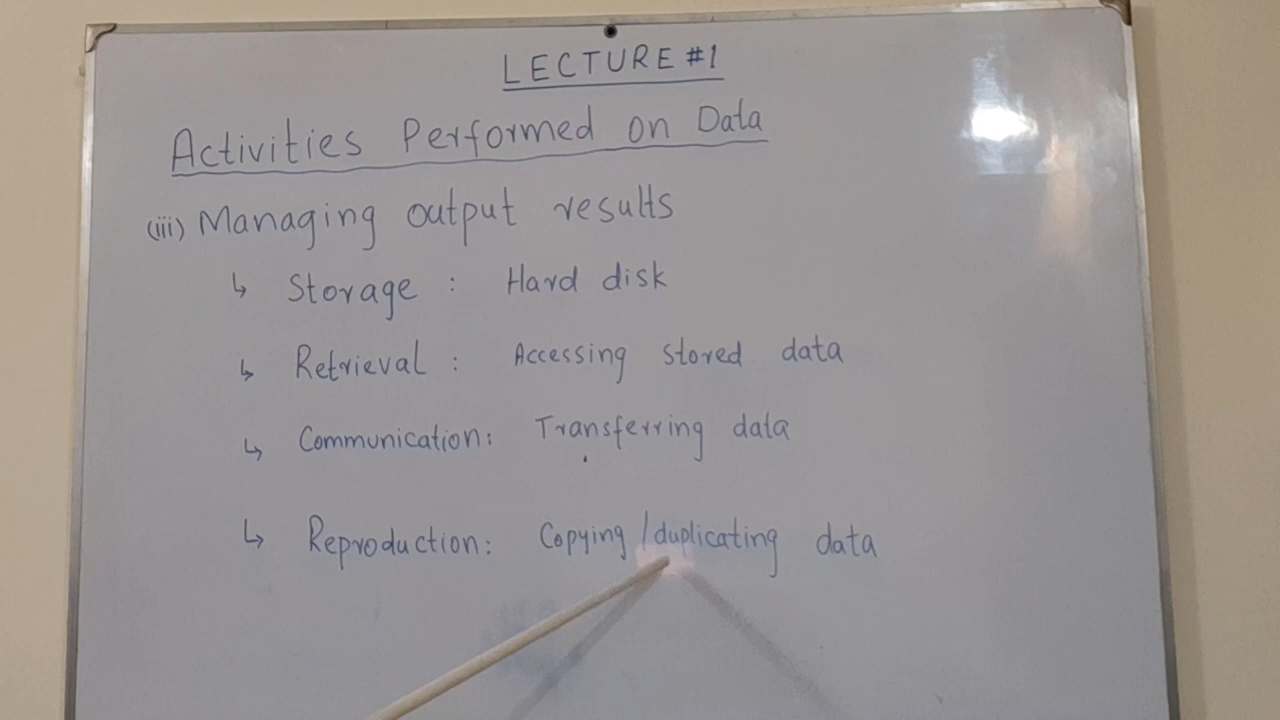 LECTURE #1
Activities Performed on Data
(iii) Managing output results
↳ Storage : Hard disk
↳ Retrieval : Accessing stored data
↳ Communication: Transferring data
↳ Reproduction: Copying/duplicating data